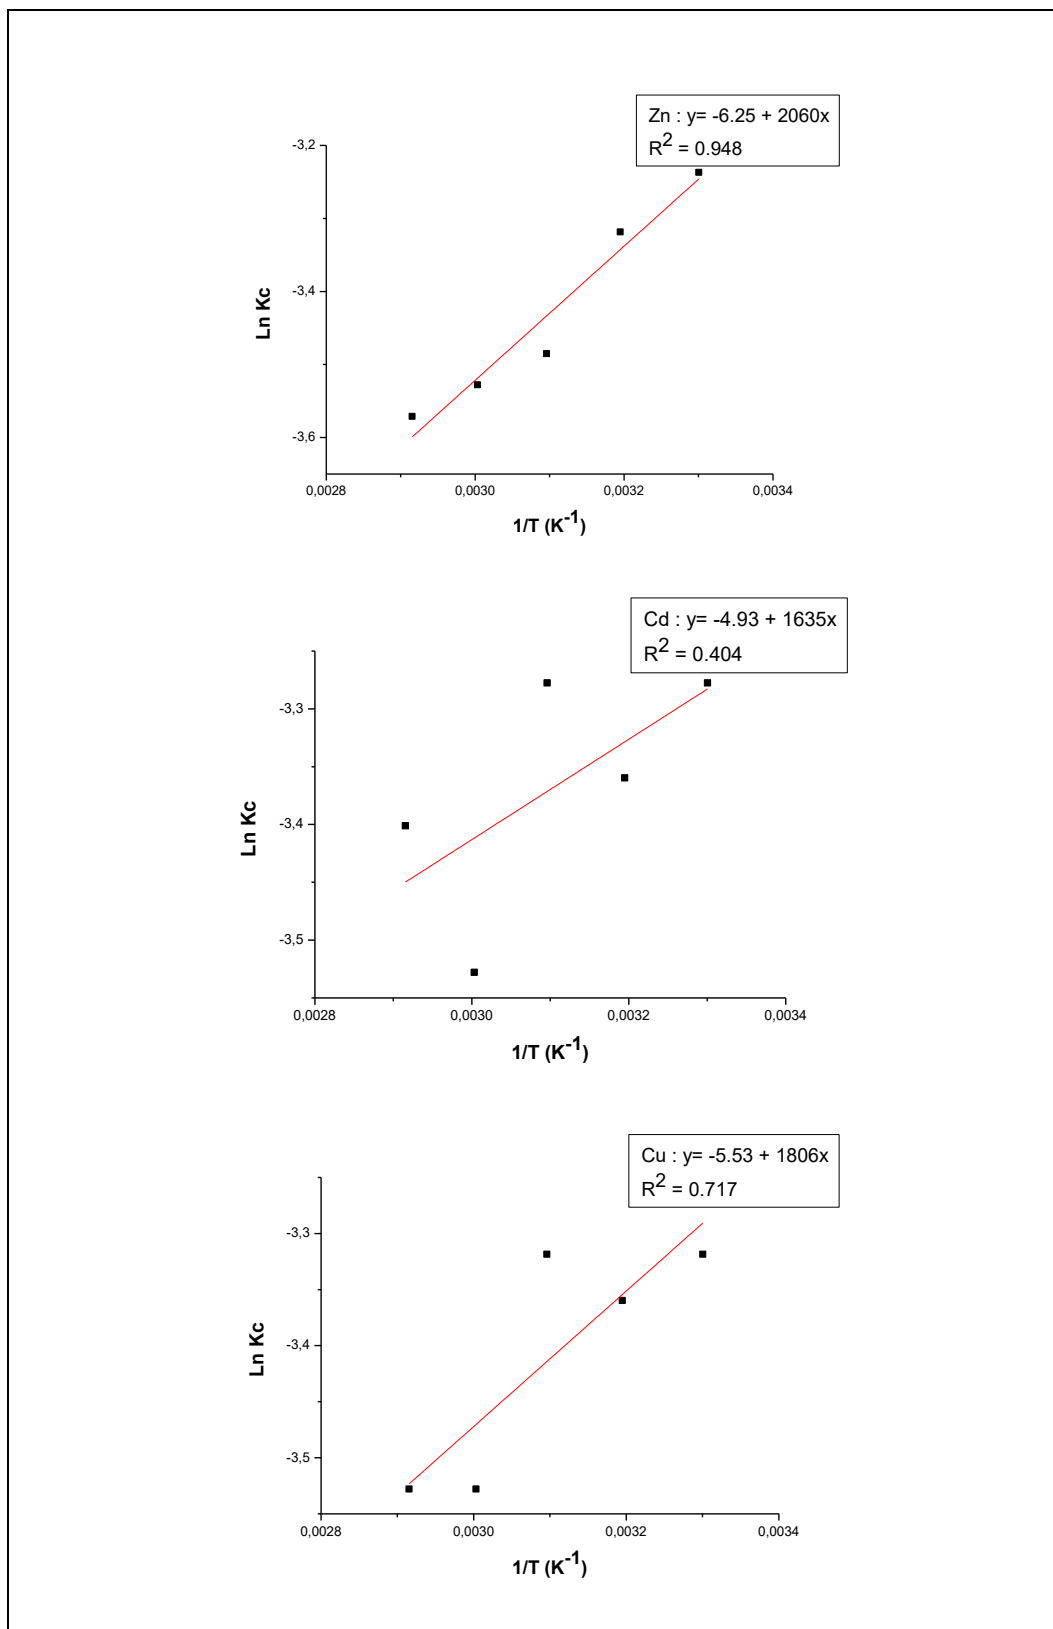 Zn : y= -6.25 + 2060x
R² = 0.948
-3,2
-3,4
-3,6
Ln Kc
0,0028 0,0030 0,0032 0,0034
1/T (K⁻¹)
Cd : y= -4.93 + 1635x
R² = 0.404
-3,3
-3,4
-3,5
Ln Kc
0,0028 0,0030 0,0032 0,0034
1/T (K⁻¹)
Cu : y= -5.53 + 1806x
R² = 0.717
-3,3
-3,4
-3,5
Ln Kc
0,0028 0,0030 0,0032 0,0034
1/T (K⁻¹)